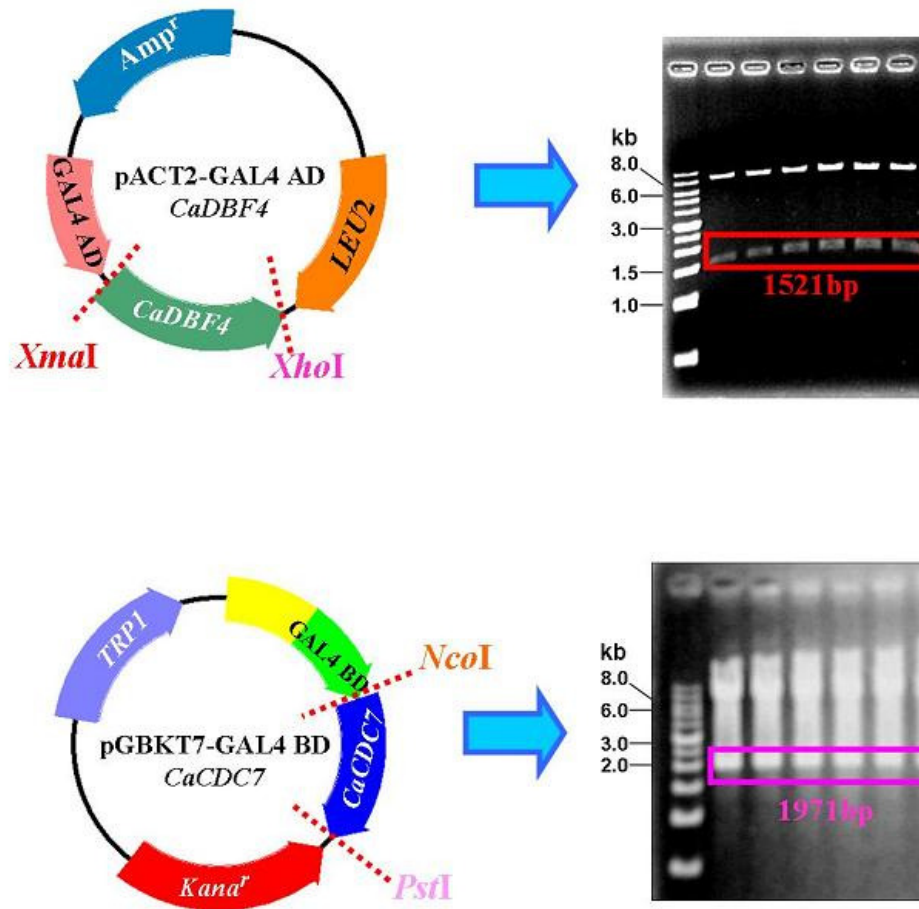 Ampʳ
GAL4 AD
pACT2-GAL4 AD
CaDBF4
LEU2
CaDBF4
XmaI
XhoI
kb
8.0
6.0
3.0
1.5
1.0
1521bp
TRP1
GAL4 BD
NcoI
pGBKT7-GAL4 BD
CaCDC7
CaCDC7
Kanaʳ
PstI
kb
8.0
6.0
3.0
2.0
1971bp